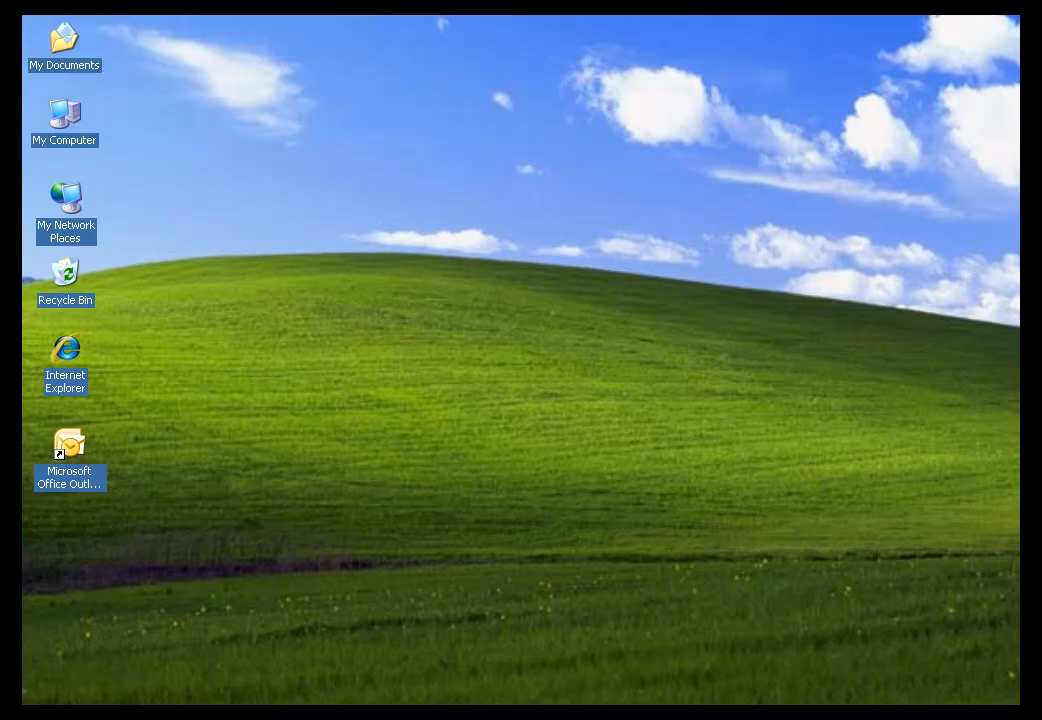 My Documents
My Computer
My Network
Places
Recycle Bin
Internet
Explorer
Microsoft
Office Outl...